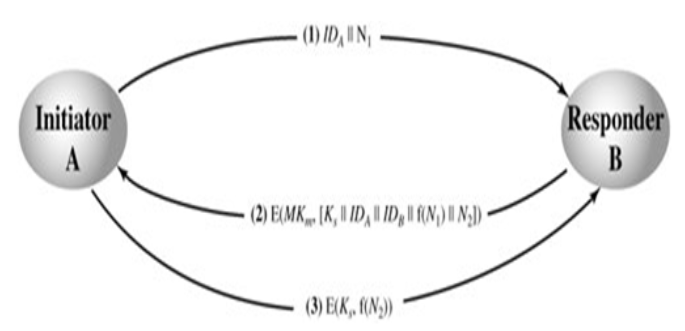 (1) ID_A || N_1
Initiator
A
Responder
B
(2) E(MK_m, [K_s || ID_A || ID_B || f(N_1) || N_2])
(3) E(K_s, f(N_2))